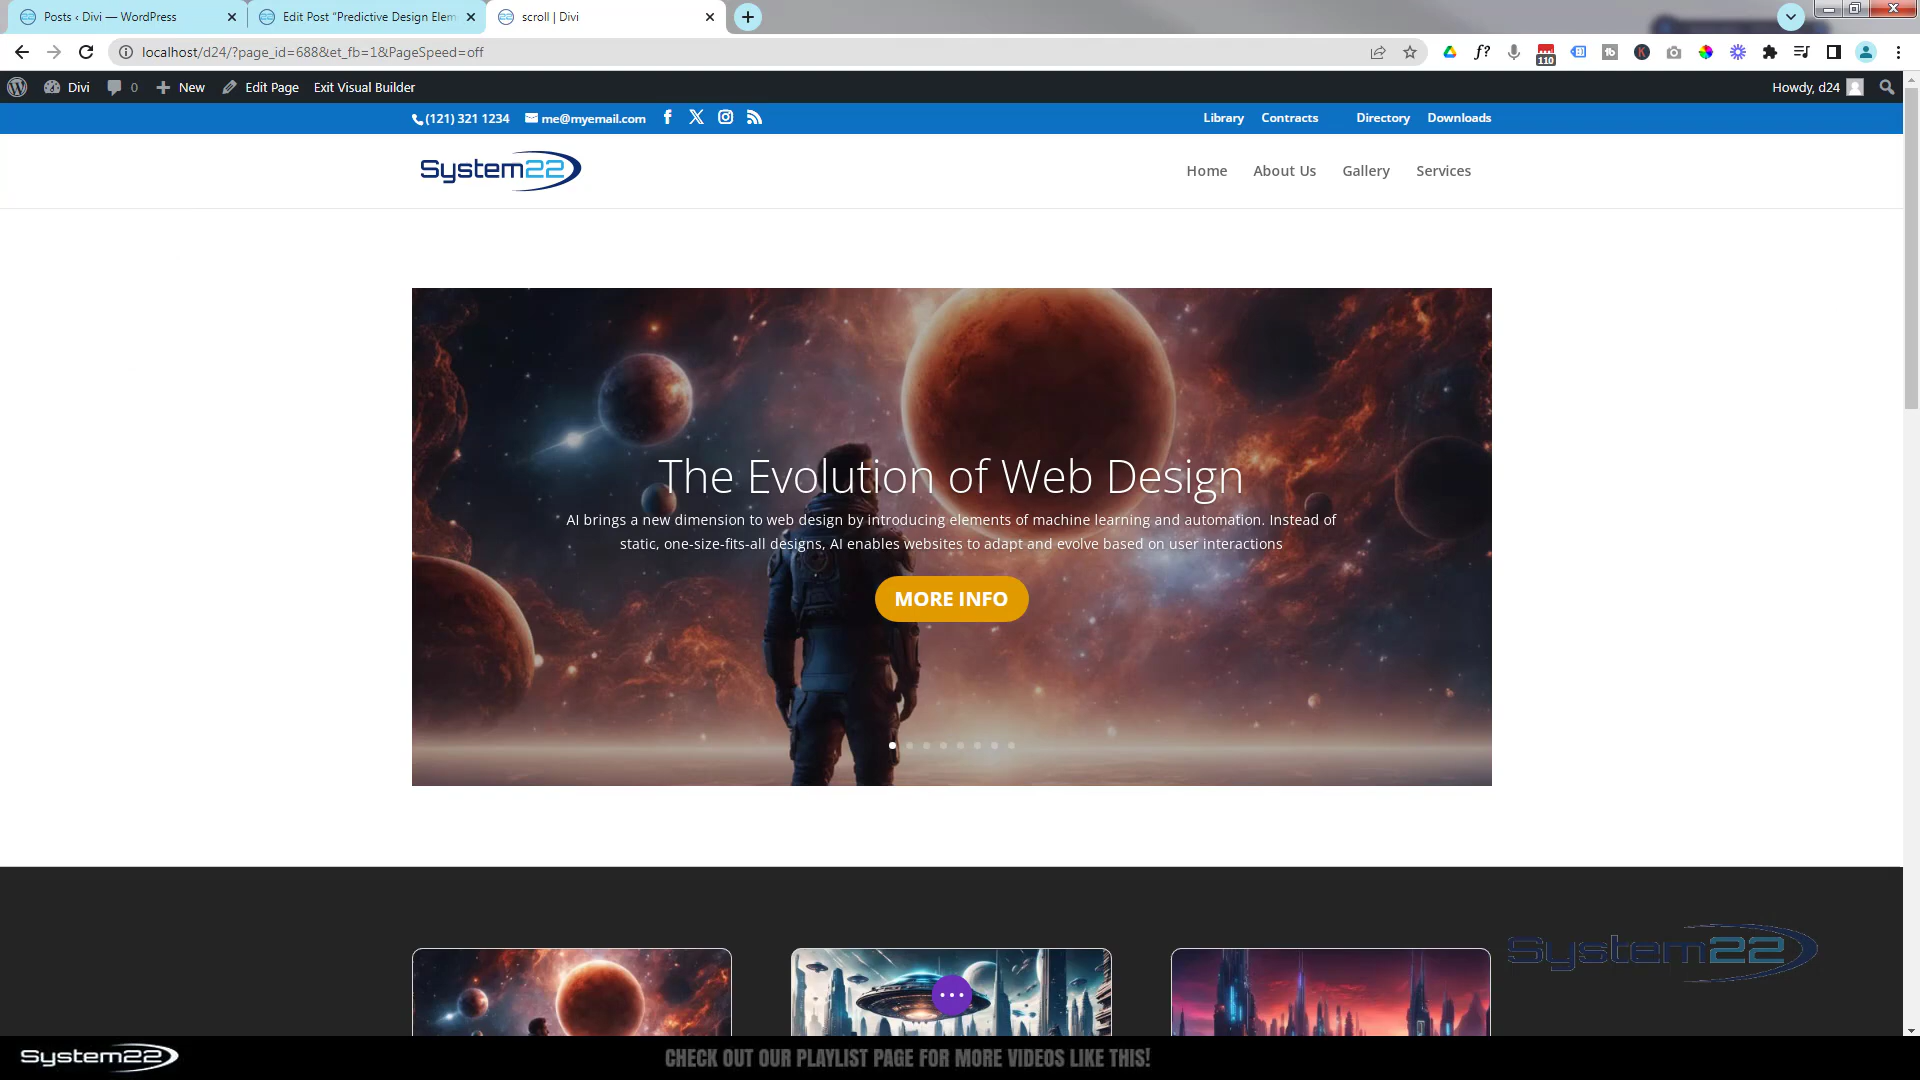 Posts ‹ Divi — WordPress
Edit Post “Predictive Design Elem
scroll | Divi
localhost/d24/?page_id=688&et_fb=1&PageSpeed=off
f?
110
Divi
0
New
Edit Page
Exit Visual Builder
Howdy, d24
(121) 321 1234
me@myemail.com
Library
Contracts
Directory
Downloads
System22
Home
About Us
Gallery
Services
The Evolution of Web Design
AI brings a new dimension to web design by introducing elements of machine learning and automation. Instead of
static, one-size-fits-all designs, AI enables websites to adapt and evolve based on user interactions
MORE INFO
System22
System22
CHECK OUT OUR PLAYLIST PAGE FOR MORE VIDEOS LIKE THIS!